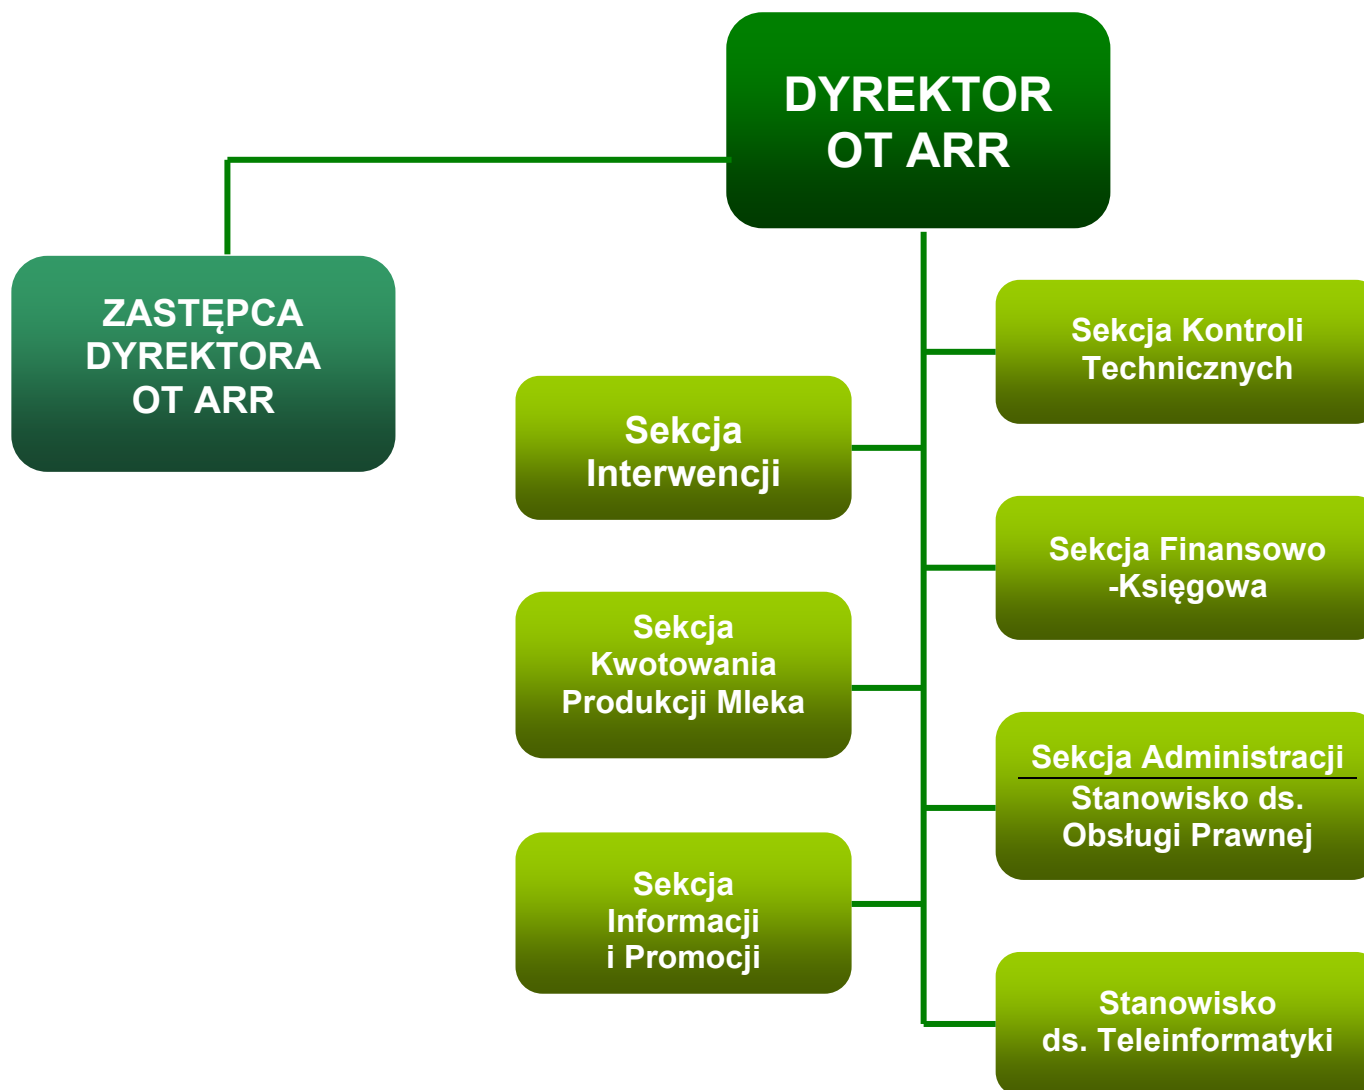 DYREKTOR
OT ARR
ZASTĘPCA
DYREKTORA
OT ARR
Sekcja Kontroli
Technicznych
Sekcja
Interwencji
Sekcja Finansowo
-Księgowa
Sekcja
Kwotowania
Produkcji Mleka
Sekcja Administracji
Stanowisko ds.
Obsługi Prawnej
Sekcja
Informacji
i Promocji
Stanowisko
ds. Teleinformatyki